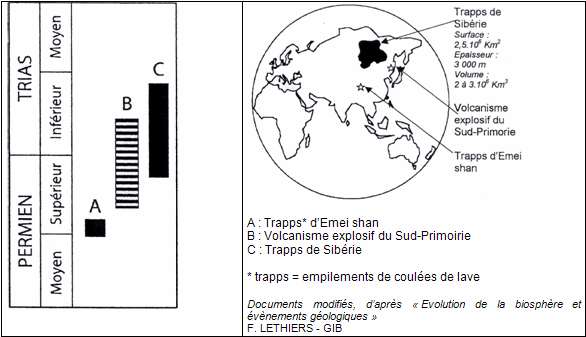 TRIAS
PERMIEN
Moyen
Inférieur
Supérieur
Moyen
A
B
C
Trapps de
Sibérie
Surface :
2,5.10⁶ Km²
Epaisseur :
3 000 m
Volume :
2 à 3.10⁶ Km³
Volcanisme
explosif du
Sud-Primorie
Trapps d'Emei
shan
A : Trapps* d'Emei shan
B : Volcanisme explosif du Sud-Primoirie
C : Trapps de Sibérie
* trapps = empilements de coulées de lave
Documents modifiés, d'après « Evolution de la biosphère et
évènements géologiques »
F. LETHIERS - GIB